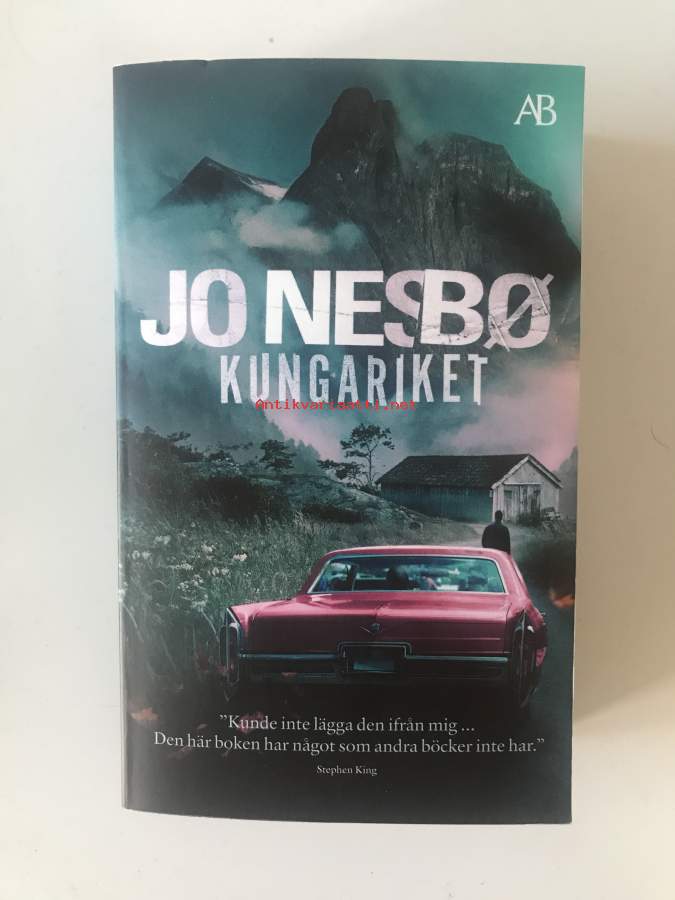 AB
JO NESBØ
KUNGARIKET
Antikvariaatti.net
”Kunde inte lägga den ifrån mig ...
Den här boken har något som andra böcker inte har.”
Stephen King